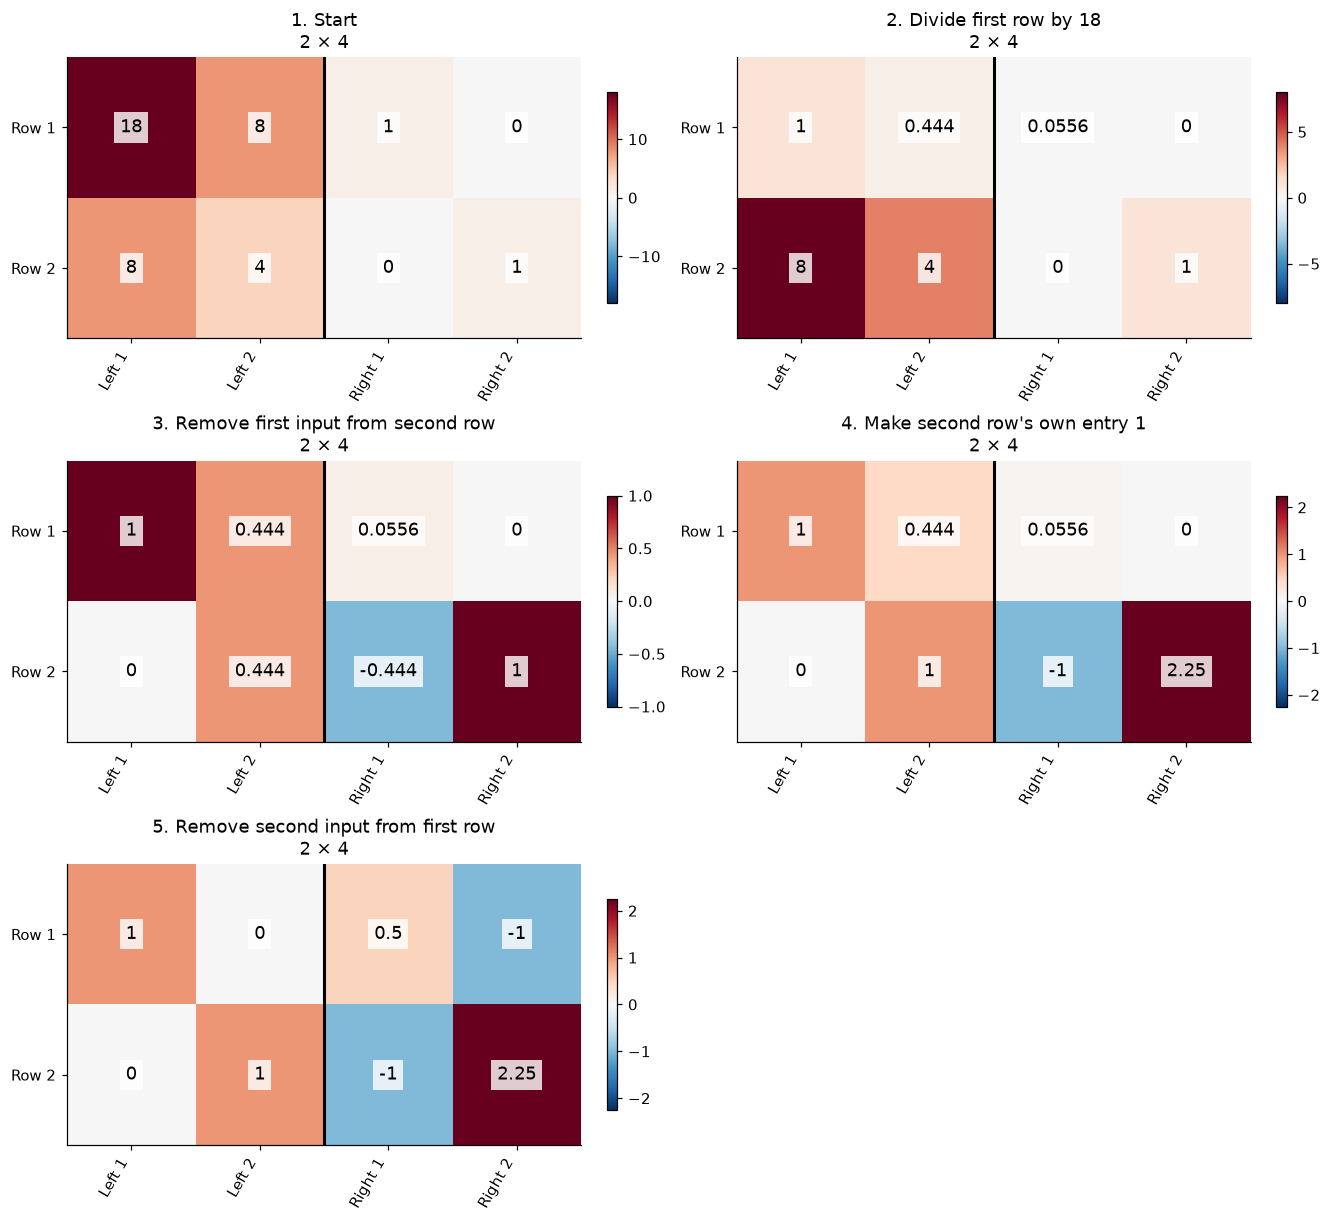 1. Start
2 × 4
Row 1
18
8
1
0
Row 2
8
4
0
1
Left 1
Left 2
Right 1
Right 2
10
0
−10
2. Divide first row by 18
2 × 4
Row 1
1
0.444
0.0556
0
Row 2
8
4
0
1
Left 1
Left 2
Right 1
Right 2
5
0
−5
3. Remove first input from second row
2 × 4
Row 1
1
0.444
0.0556
0
Row 2
0
0.444
-0.444
1
Left 1
Left 2
Right 1
Right 2
1.0
0.5
0.0
−0.5
−1.0
4. Make second row's own entry 1
2 × 4
Row 1
1
0.444
0.0556
0
Row 2
0
1
-1
2.25
Left 1
Left 2
Right 1
Right 2
2
1
0
−1
−2
5. Remove second input from first row
2 × 4
Row 1
1
0
0.5
-1
Row 2
0
1
-1
2.25
Left 1
Left 2
Right 1
Right 2
2
1
0
−1
−2